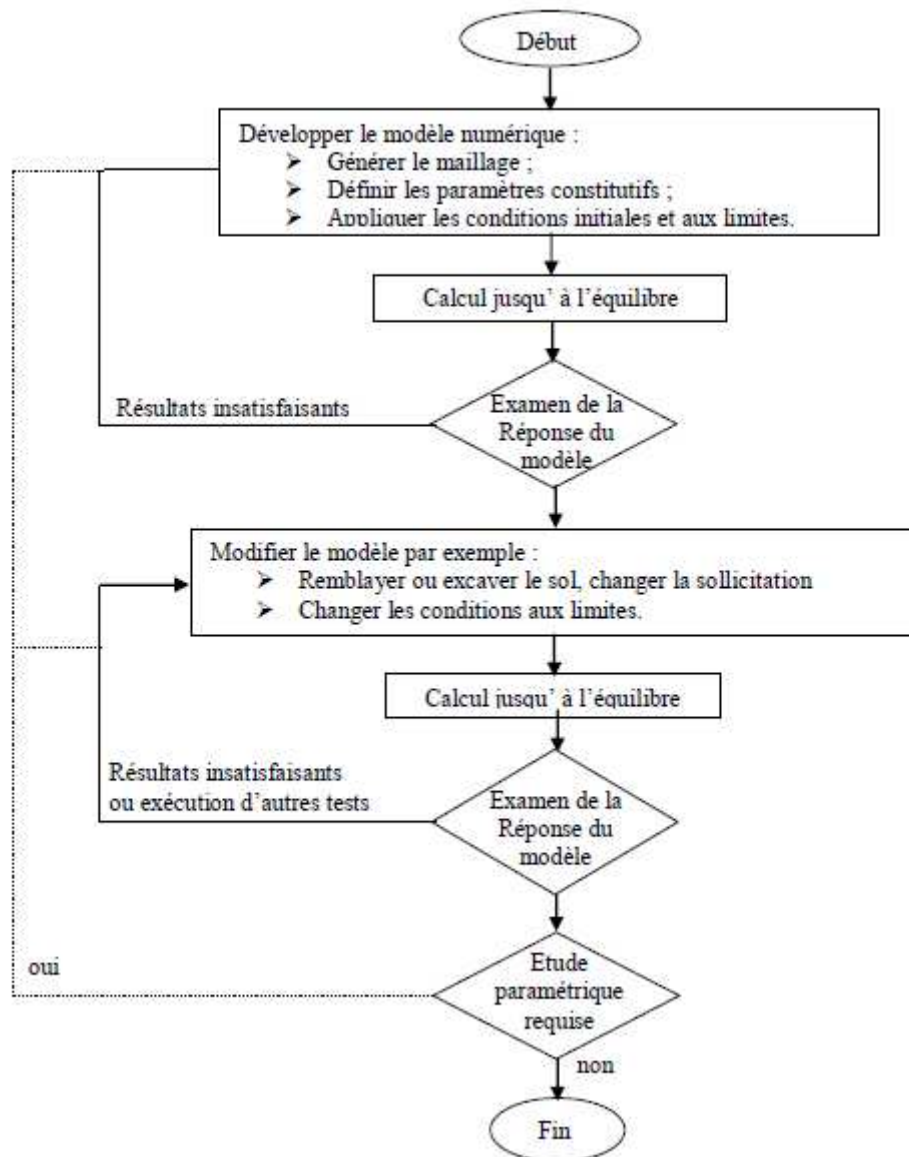 Début
Développer le modèle numérique :
➤ Générer le maillage ;
➤ Définir les paramètres constitutifs ;
➤ Appliquer les conditions initiales et aux limites.
Calcul jusqu’ à l’équilibre
Résultats insatisfaisants
Examen de la
Réponse du
modèle
Modifier le modèle par exemple :
➤ Remblayer ou excaver le sol, changer la sollicitation
➤ Changer les conditions aux limites.
Calcul jusqu’ à l’équilibre
Résultats insatisfaisants
ou exécution d’autres tests
Examen de la
Réponse du
modèle
oui
Etude
paramétrique
requise
non
Fin